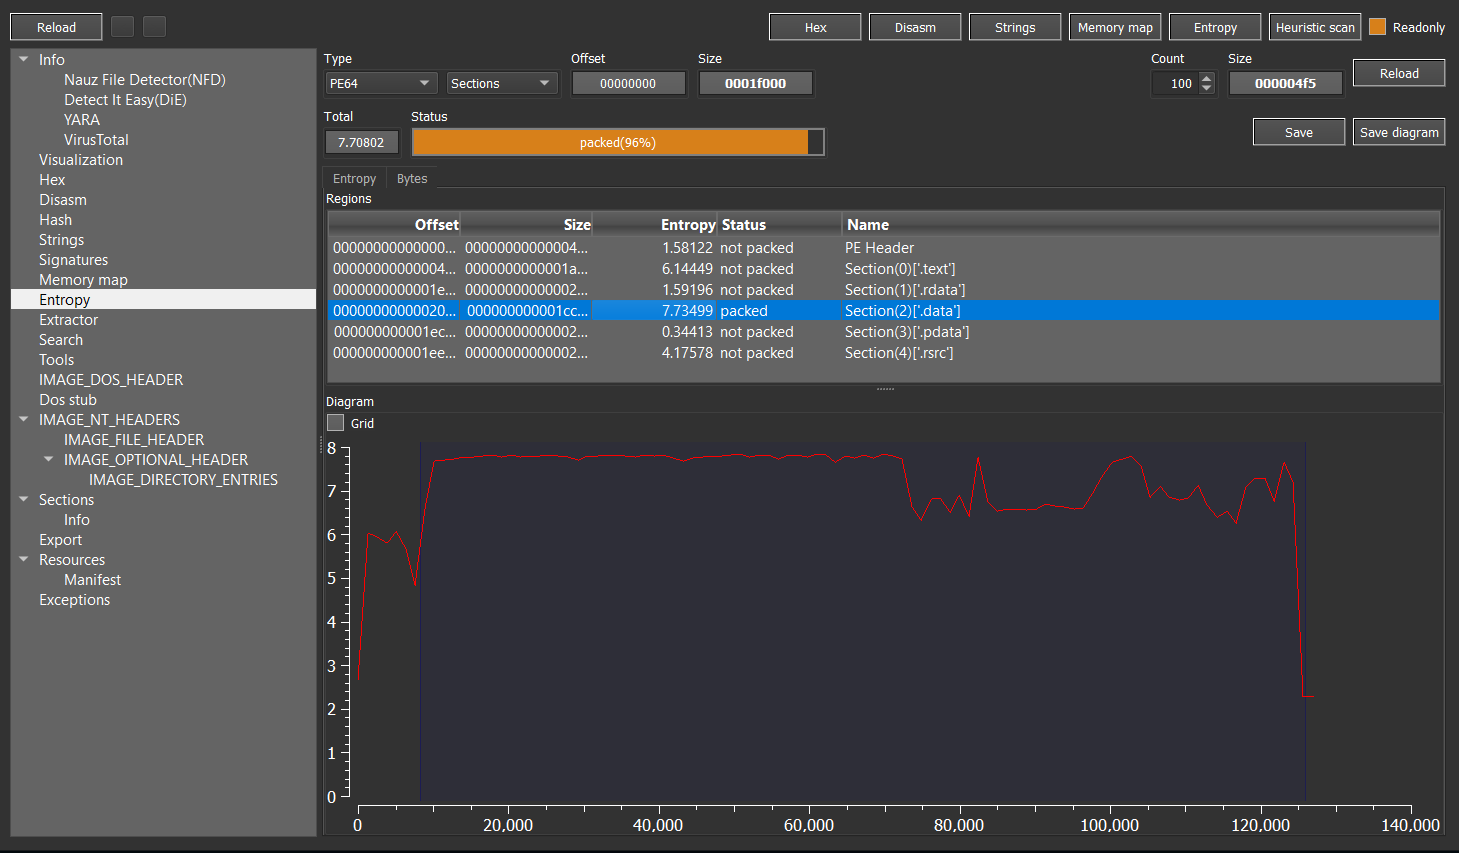 Reload
Hex Disasm Strings Memory map Entropy Heuristic scan Readonly
Info
Nauz File Detector(NFD)
Detect It Easy(DiE)
YARA
VirusTotal
Visualization
Hex
Disasm
Hash
Strings
Signatures
Memory map
Entropy
Extractor
Search
Tools
IMAGE_DOS_HEADER
Dos stub
IMAGE_NT_HEADERS
IMAGE_FILE_HEADER
IMAGE_OPTIONAL_HEADER
IMAGE_DIRECTORY_ENTRIES
Sections
Info
Export
Resources
Manifest
Exceptions
Type Offset Size Count Size
PE64 Sections 00000000 0001f000 100 000004f5 Reload
Total Status
7.70802 packed(96%) Save Save diagram
Entropy Bytes
Regions
Offset Size Entropy Status Name
00000000000000... 00000000000004... 1.58122 not packed PE Header
00000000000004... 0000000000001a... 6.14449 not packed Section(0)['.text']
0000000000001e... 00000000000002... 1.59196 not packed Section(1)['.rdata']
00000000000020... 000000000001cc... 7.73499 packed Section(2)['.data']
000000000001ec... 00000000000002... 0.34413 not packed Section(3)['.pdata']
000000000001ee... 00000000000002... 4.17578 not packed Section(4)['.rsrc']
Diagram
Grid
8
7
6
5
4
3
2
1
0
0 20,000 40,000 60,000 80,000 100,000 120,000 140,000